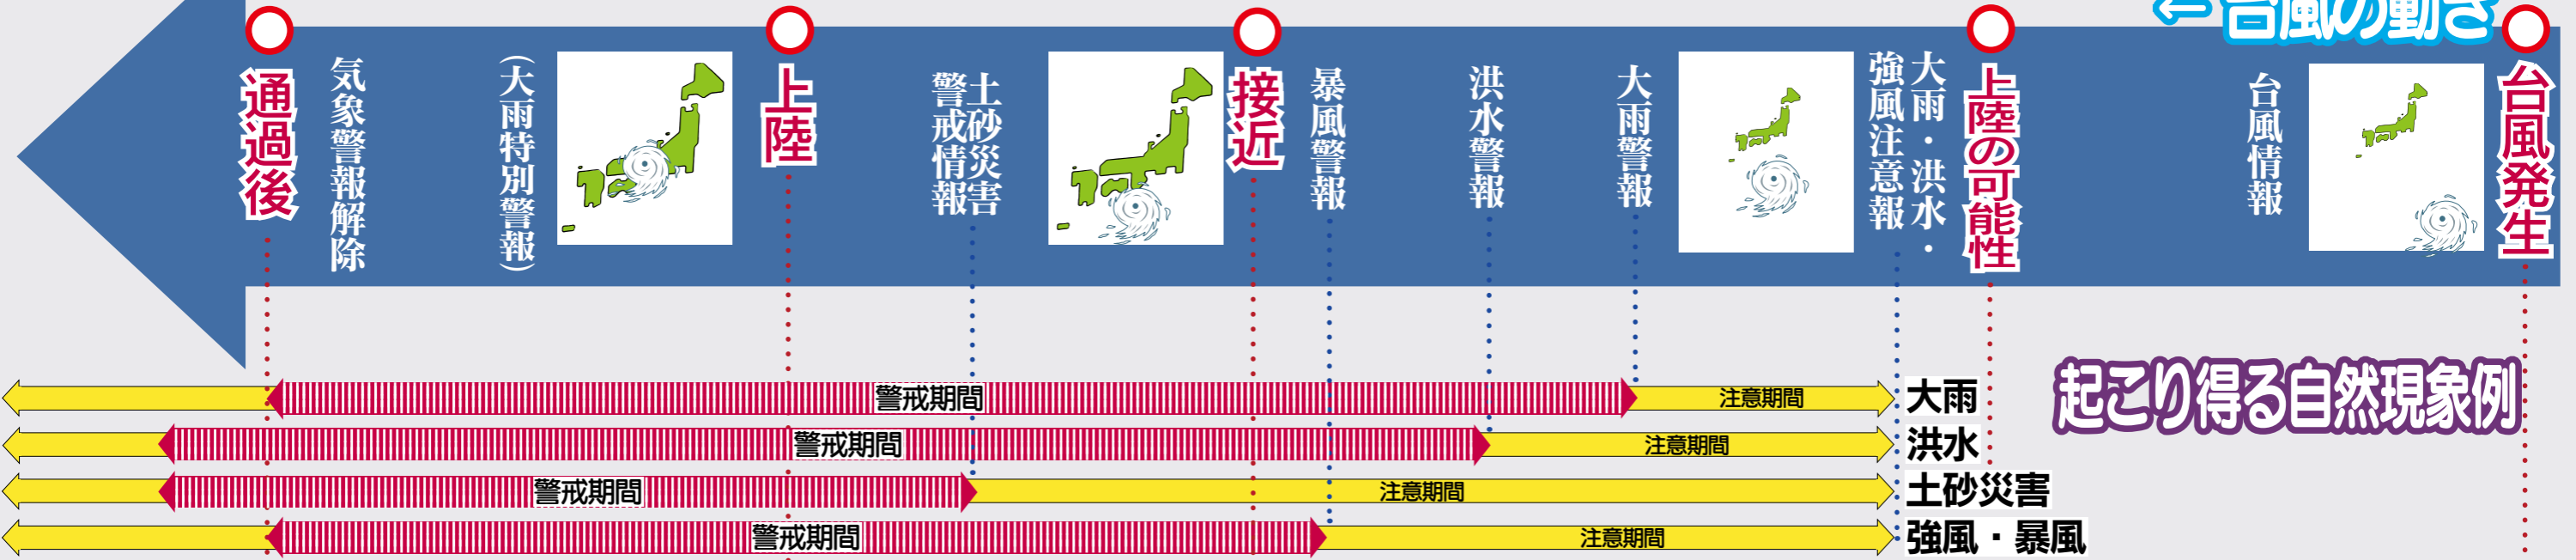 ← 台風の動き
台風発生
台風情報
上陸の可能性
大雨・洪水・
強風注意報
大雨警報
洪水警報
暴風警報
接近
土砂災害
警戒情報
上陸
（大雨特別警報）
気象警報解除
通過後
起こり得る自然現象例
警戒期間 注意期間 大雨
警戒期間 注意期間 洪水
警戒期間 注意期間 土砂災害
警戒期間 注意期間 強風・暴風